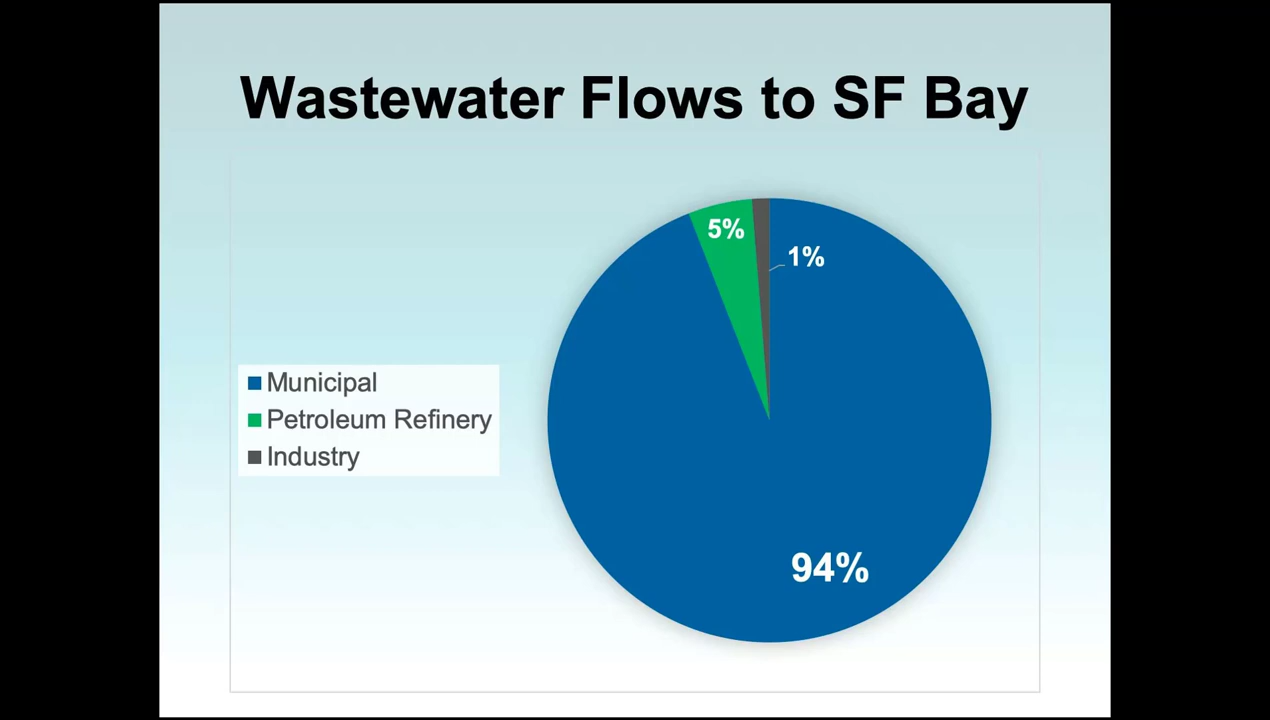 Wastewater Flows to SF Bay
5%
1%
Municipal
Petroleum Refinery
Industry
94%